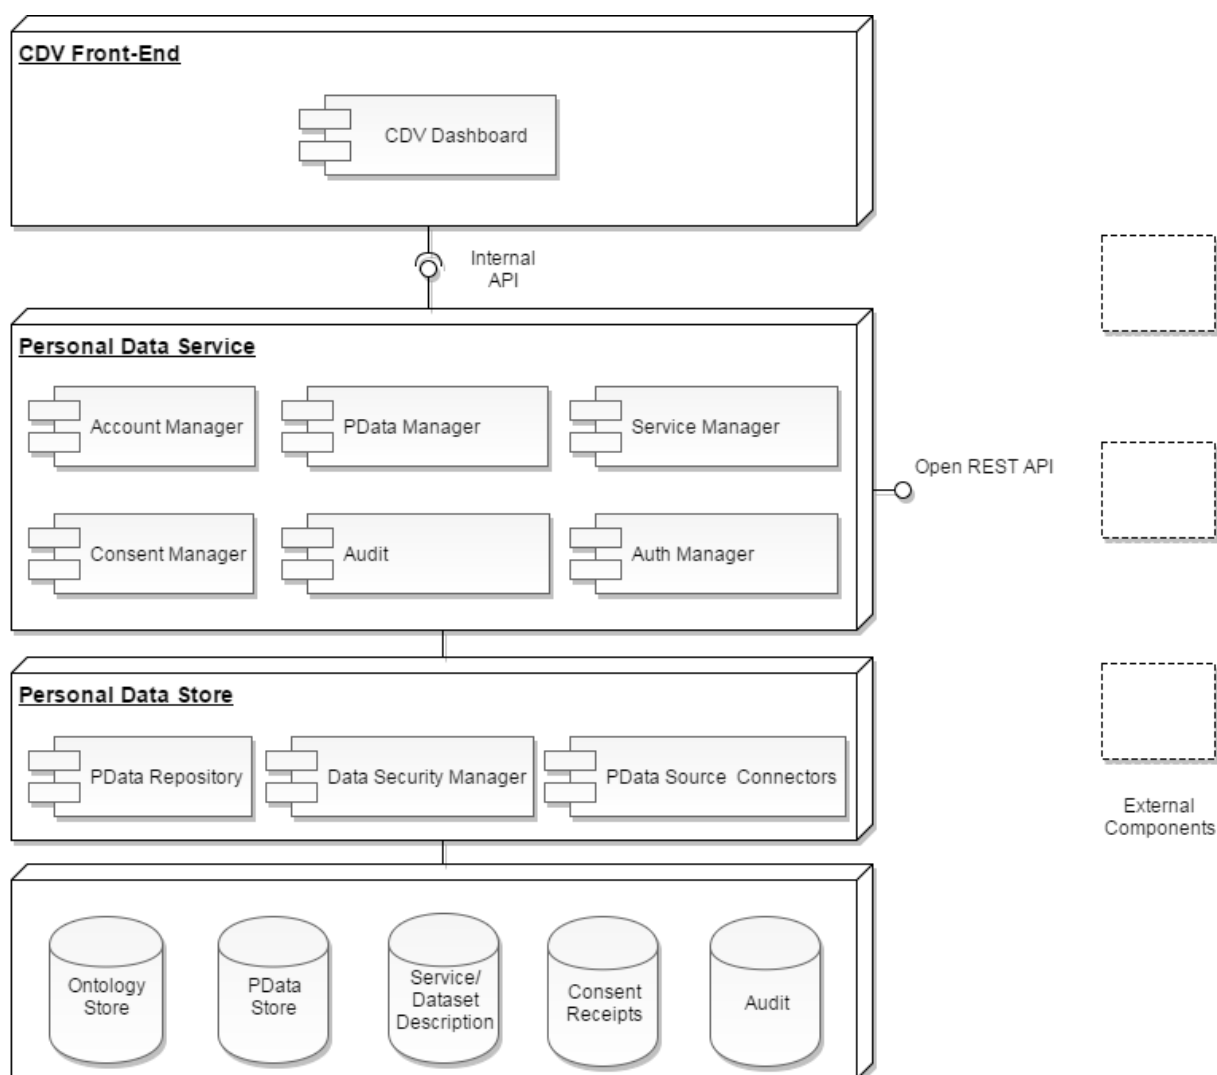 CDV Front-End
CDV Dashboard
Internal
API
Personal Data Service
Account Manager
PData Manager
Service Manager
Open REST API
Consent Manager
Audit
Auth Manager
Personal Data Store
PData Repository
Data Security Manager
PData Source Connectors
External
Components
Ontology
Store
PData
Store
Service/
Dataset
Description
Consent
Receipts
Audit